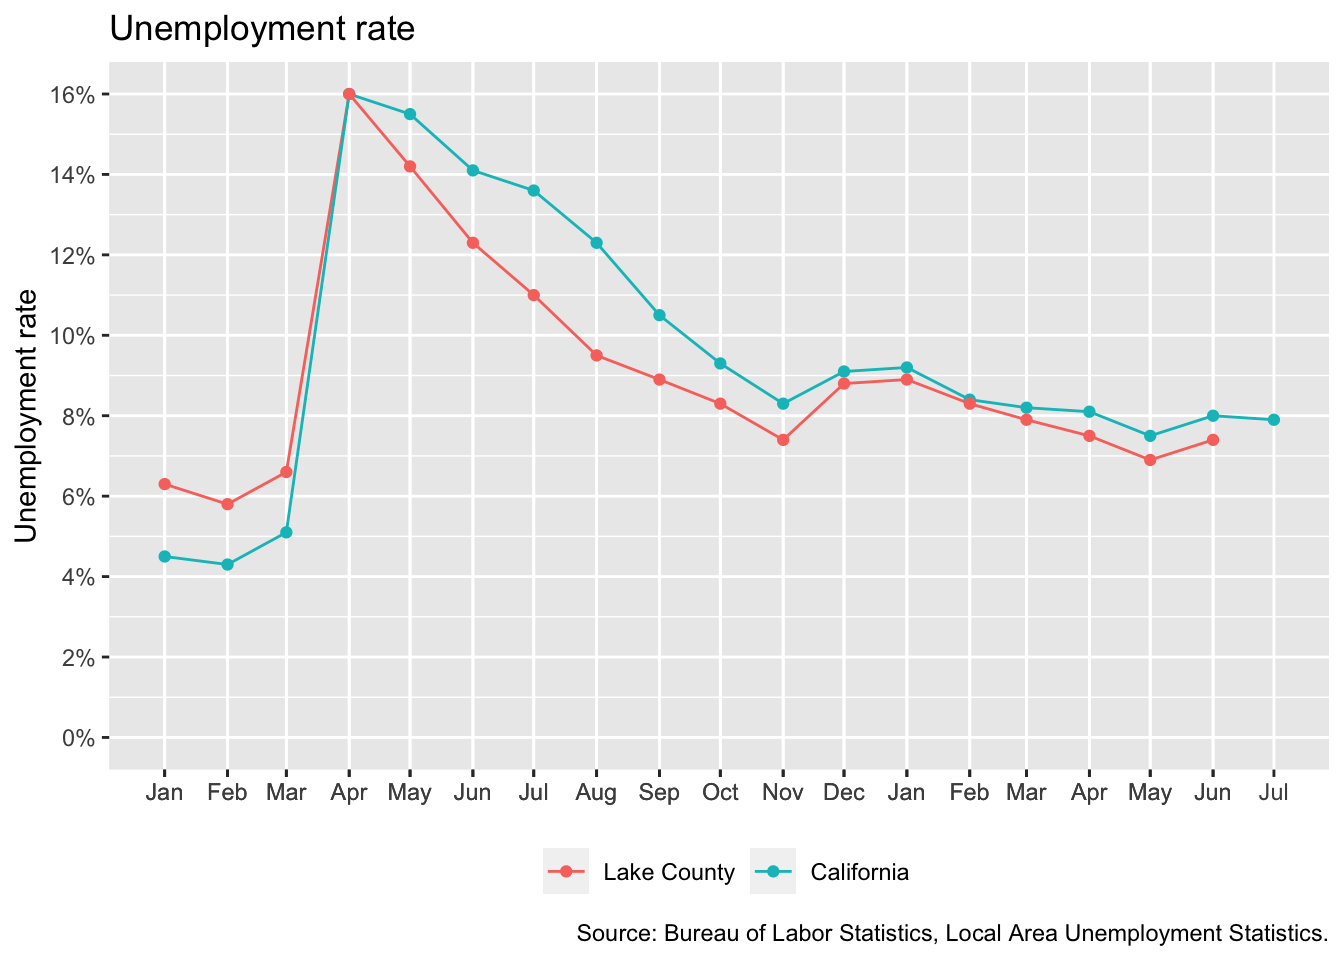 Unemployment rate
Unemployment rate
16%
14%
12%
10%
8%
6%
4%
2%
0%
Jan Feb Mar Apr May Jun Jul Aug Sep Oct Nov Dec Jan Feb Mar Apr May Jun Jul
Lake County California
Source: Bureau of Labor Statistics, Local Area Unemployment Statistics.